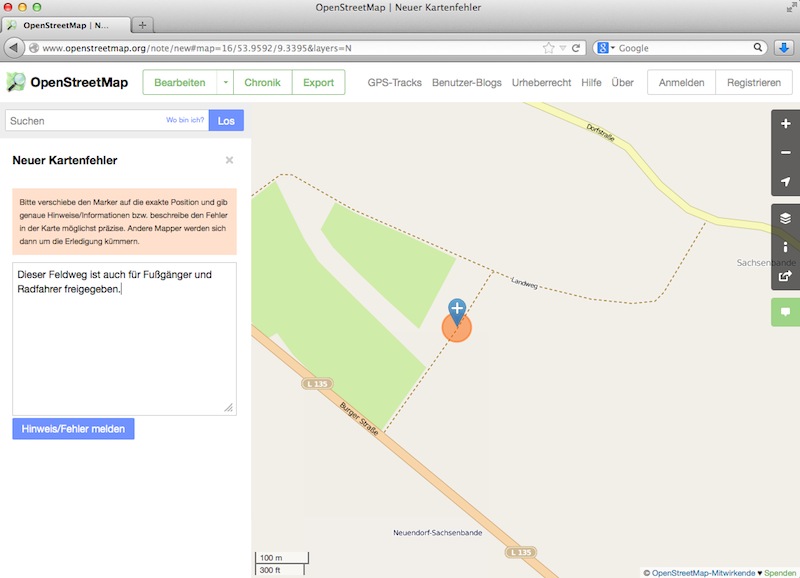 OpenStreetMap | Neuer Kartenfehler
OpenStreetMap | N...
www.openstreetmap.org/note/new#map=16/53.9592/9.3395&layers=N
Google
OpenStreetMap
Bearbeiten
Chronik
Export
GPS-Tracks
Benutzer-Blogs
Urheberrecht
Hilfe
Über
Anmelden
Registrieren
Suchen
Wo bin ich?
Los
Neuer Kartenfehler
Bitte verschiebe den Marker auf die exakte Position und gib
genaue Hinweise/Informationen bzw. beschreibe den Fehler
in der Karte möglichst präzise. Andere Mapper werden sich
dann um die Erledigung kümmern.
Dieser Feldweg ist auch für Fußgänger und
Radfahrer freigegeben.
Hinweis/Fehler melden
Dorfstraße
Sachsenbande
Landweg
L 135
Burger Straße
Neuendorf-Sachsenbande
L 135
100 m
300 ft
© OpenStreetMap-Mitwirkende ♥ Spenden